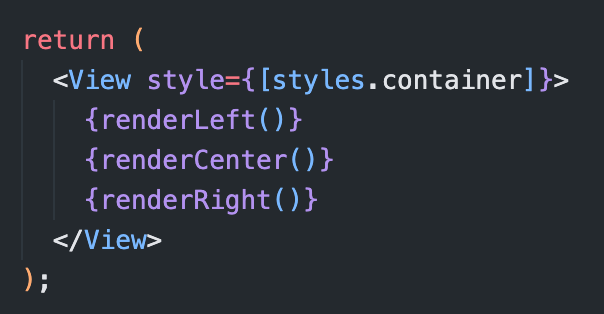 return (
<View style={[styles.container]}>
{renderLeft()}
{renderCenter()}
{renderRight()}
</View>
);